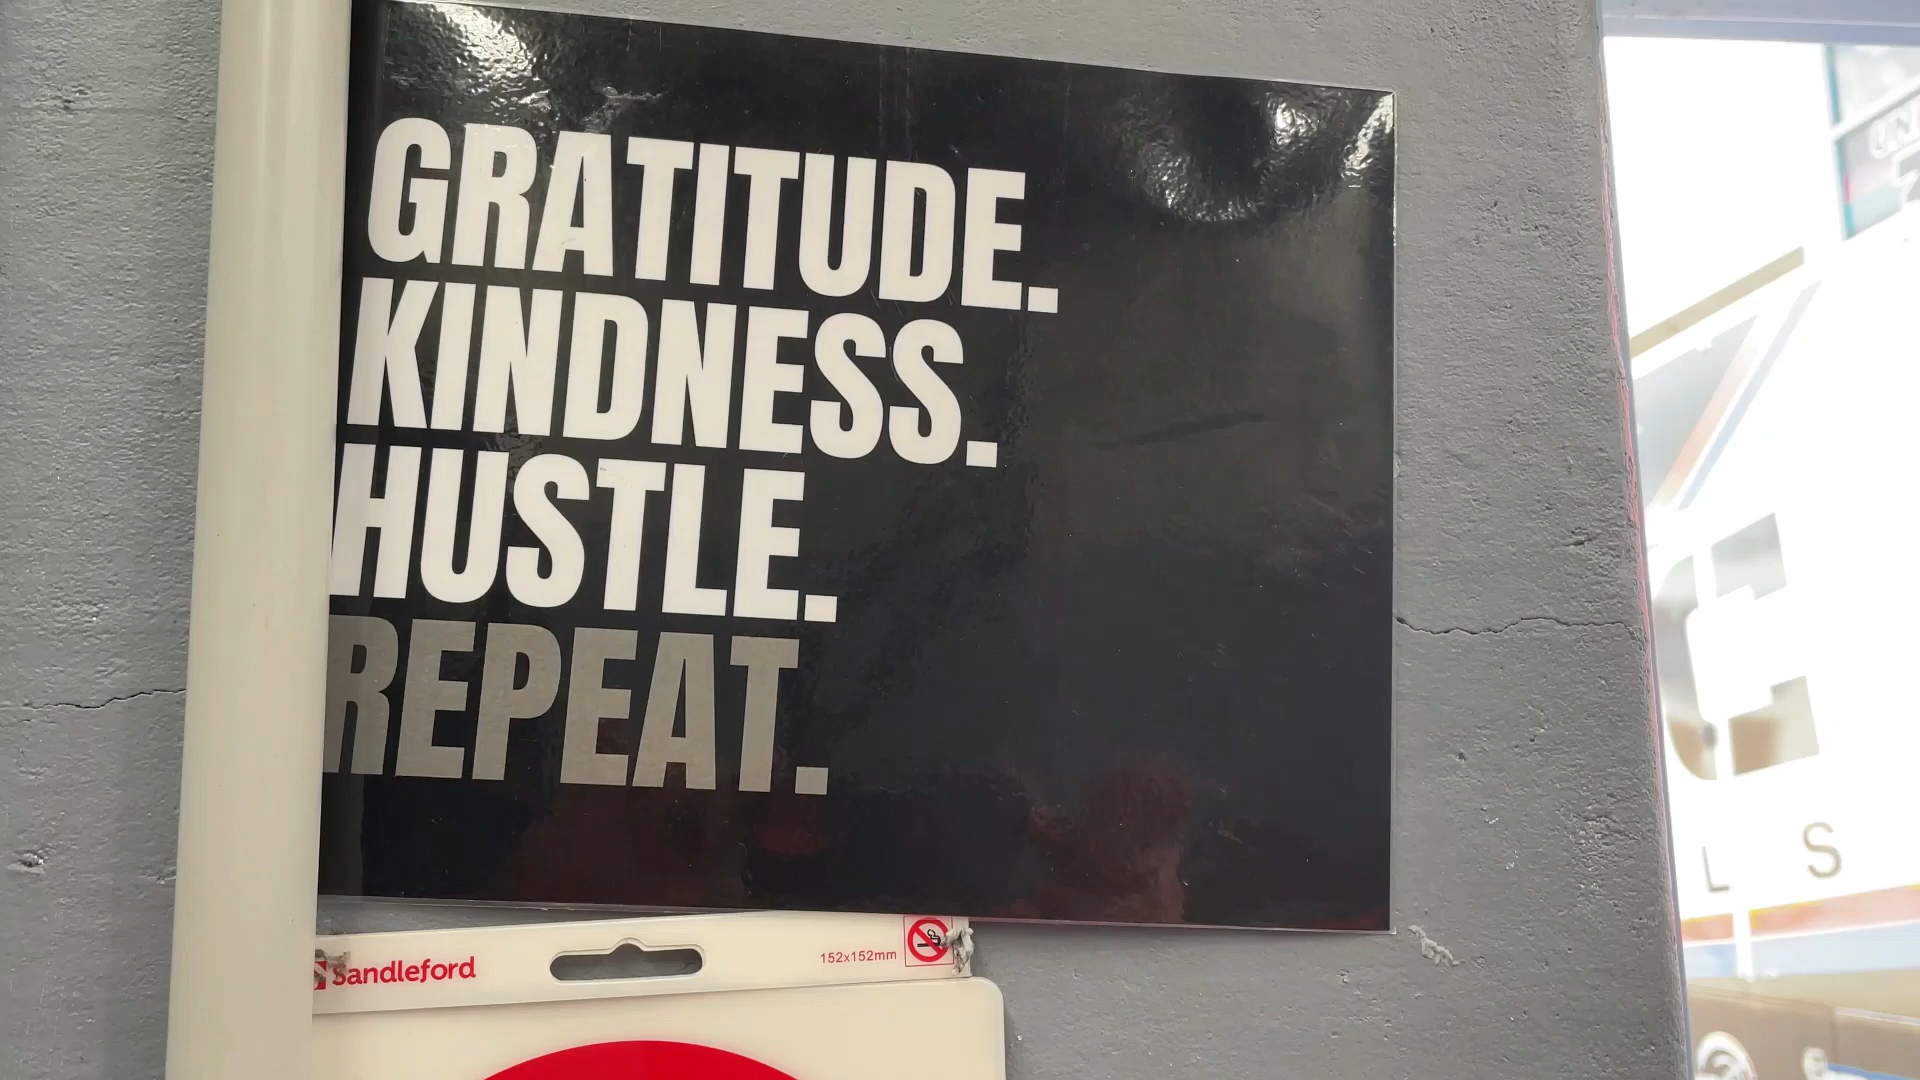 GRATITUDE.
KINDNESS.
HUSTLE.
REPEAT.
Sandleford
152x152mm
L S